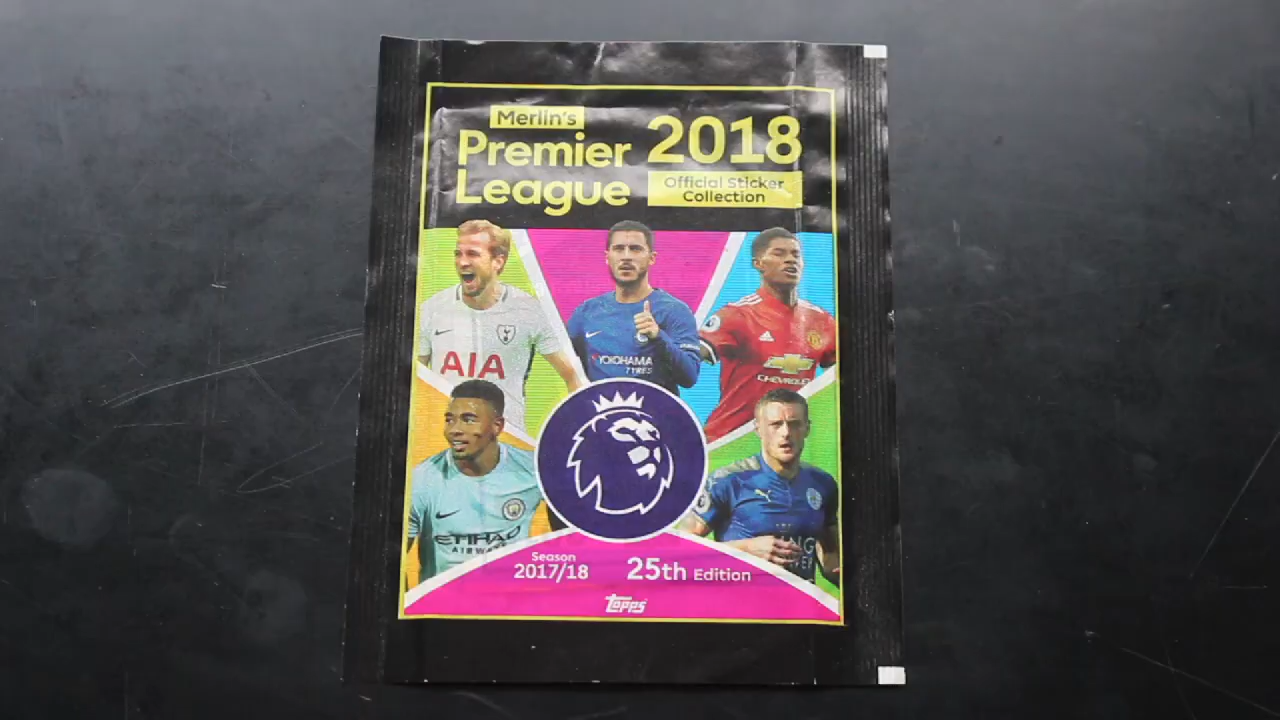 Merlin's
Premier
League
2018
Official Sticker
Collection
AIA
YOKOHAMA
TYRES
CHEVROLET
ETIHAD
AIRWAYS
Season
2017/18
25th Edition
Topps